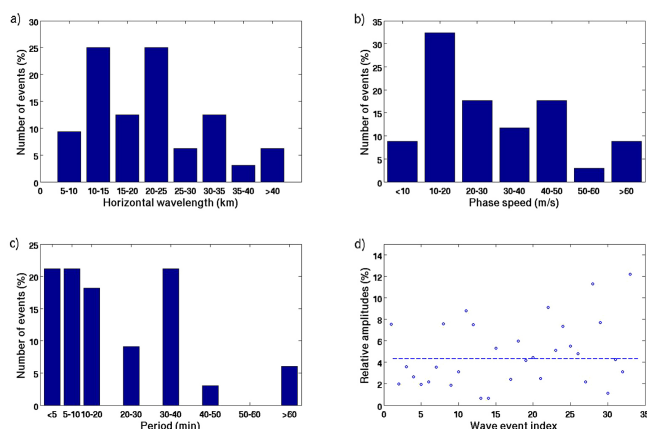 a)
30
25
20
15
10
5
0
Number of events (%)
0 5-10 10-15 15-20 20-25 25-30 30-35 35-40 >40
Horizontal wavelength (km)
b)
35
30
25
20
15
10
5
0
Number of events (%)
<10 10-20 20-30 30-40 40-50 50-60 >60
Phase speed (m/s)
c)
25
20
15
10
5
0
Number of events (%)
<5 5-10 10-20 20-30 30-40 40-50 50-60 >60
Period (min)
d)
14
12
10
8
6
4
2
0
Relative amplitudes (%)
0 5 10 15 20 25 30 35
Wave event index